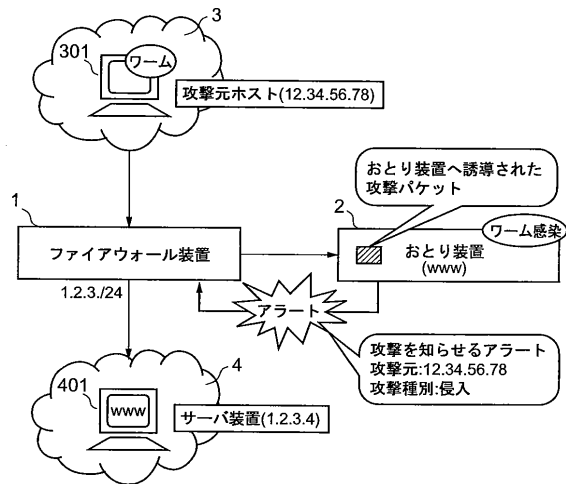 3
301
ワーム
攻撃元ホスト(12.34.56.78)
おとり装置へ誘導された
攻撃パケット
1
2
ワーム感染
ファイアウォール装置
おとり装置
(www)
1.2.3./24
アラート
攻撃を知らせるアラート
攻撃元:12.34.56.78
攻撃種別:侵入
4
401
www
サーバ装置(1.2.3.4)